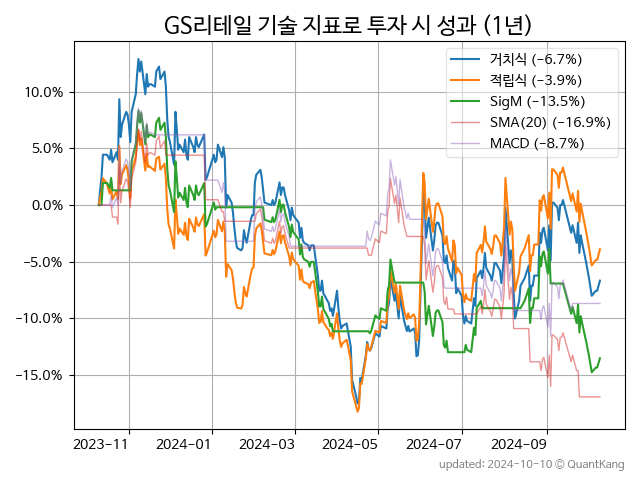 GS리테일 기술 지표로 투자 시 성과 (1년)
거치식 (−6.7%)
적립식 (−3.9%)
SigM (−13.5%)
SMA(20) (−16.9%)
MACD (−8.7%)
10.0%
5.0%
0.0%
−5.0%
−10.0%
−15.0%
2023-11 2024-01 2024-03 2024-05 2024-07 2024-09
updated: 2024-10-10 © QuantKang